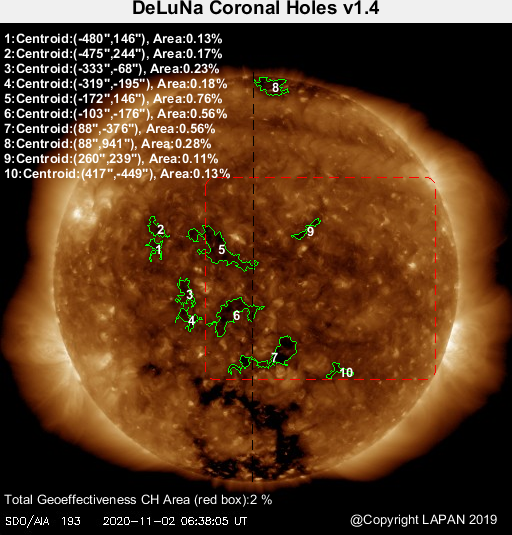 DeLuNa Coronal Holes v1.4
1:Centroid:(-480",146"), Area:0.13%
2:Centroid:(-475",244"), Area:0.17%
3:Centroid:(-333",-68"), Area:0.23%
4:Centroid:(-319",-195"), Area:0.18%
5:Centroid:(-172",146"), Area:0.76%
6:Centroid:(-103",-176"), Area:0.56%
7:Centroid:(88",-376"), Area:0.56%
8:Centroid:(88",941"), Area:0.28%
9:Centroid:(260",239"), Area:0.11%
10:Centroid:(417",-449"), Area:0.13%
8
2
9
1
5
3
6
4
7
10
Total Geoeffectiveness CH Area (red box):2 %
SDO/AIA 193 2020-11-02 06:38:05 UT
@Copyright LAPAN 2019